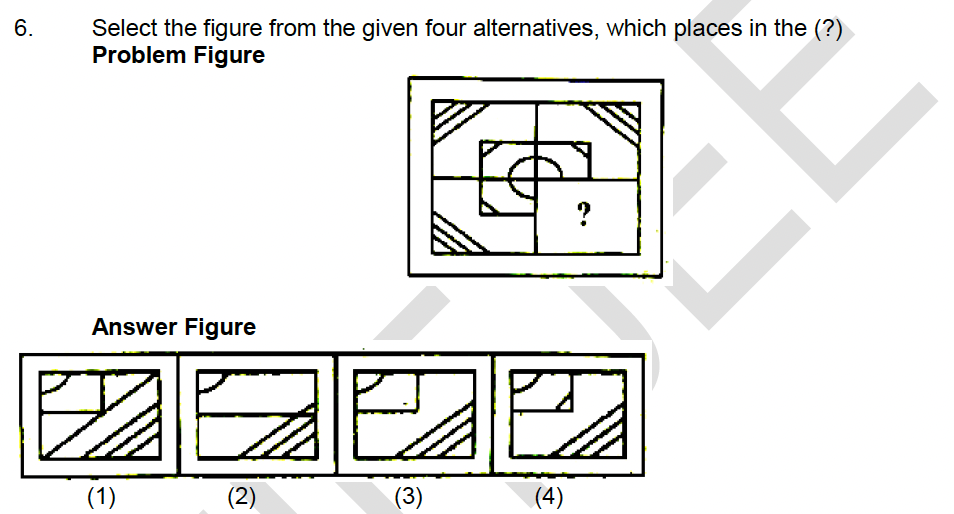 6. Select the figure from the given four alternatives, which places in the (?)
Problem Figure
?
Answer Figure
(1) (2) (3) (4)